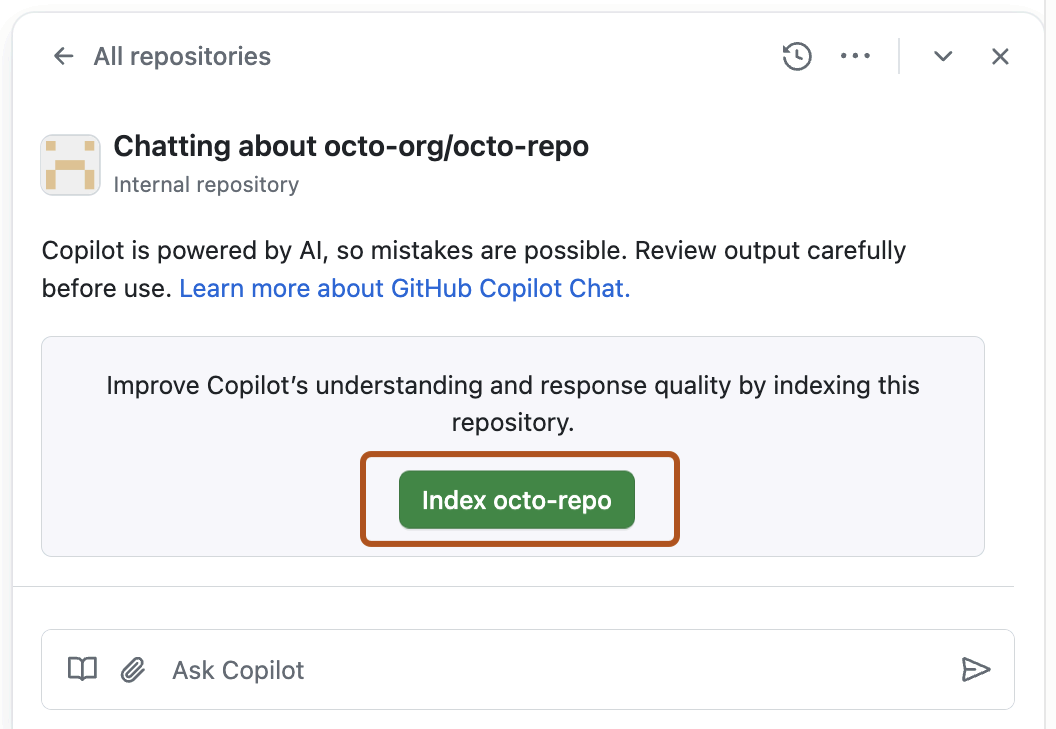 All repositories
Chatting about octo-org/octo-repo
Internal repository
Copilot is powered by AI, so mistakes are possible. Review output carefully
before use. Learn more about GitHub Copilot Chat.
Improve Copilot’s understanding and response quality by indexing this
repository.
Index octo-repo
Ask Copilot